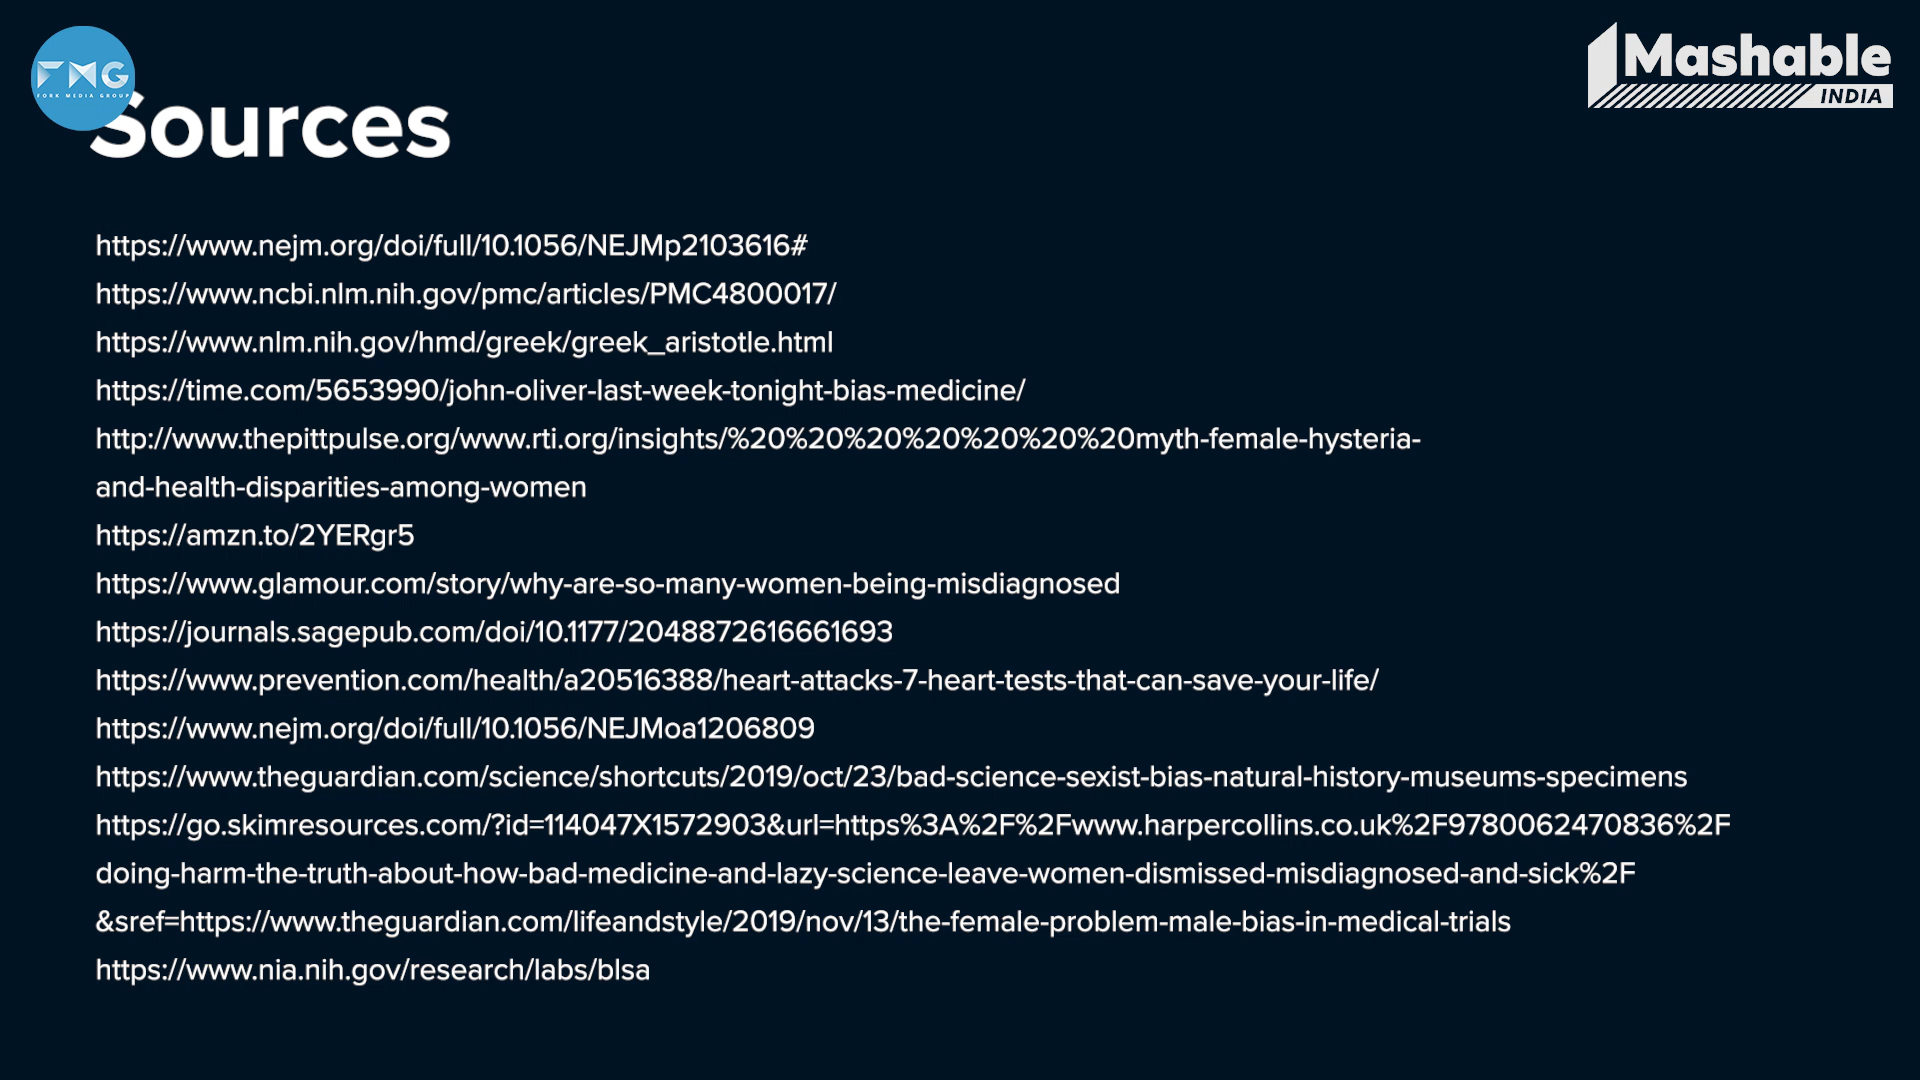 FMG
FORK MEDIA GROUP
Mashable
INDIA
Sources
https://www.nejm.org/doi/full/10.1056/NEJMp2103616#
https://www.ncbi.nlm.nih.gov/pmc/articles/PMC4800017/
https://www.nlm.nih.gov/hmd/greek/greek_aristotle.html
https://time.com/5653990/john-oliver-last-week-tonight-bias-medicine/
http://www.thepittpulse.org/www.rti.org/insights/%20%20%20%20%20%20%20myth-female-hysteria-
and-health-disparities-among-women
https://amzn.to/2YERgr5
https://www.glamour.com/story/why-are-so-many-women-being-misdiagnosed
https://journals.sagepub.com/doi/10.1177/2048872616661693
https://www.prevention.com/health/a20516388/heart-attacks-7-heart-tests-that-can-save-your-life/
https://www.nejm.org/doi/full/10.1056/NEJMoa1206809
https://www.theguardian.com/science/shortcuts/2019/oct/23/bad-science-sexist-bias-natural-history-museums-specimens
https://go.skimresources.com/?id=114047X1572903&url=https%3A%2F%2Fwww.harpercollins.co.uk%2F9780062470836%2F
doing-harm-the-truth-about-how-bad-medicine-and-lazy-science-leave-women-dismissed-misdiagnosed-and-sick%2F
&sref=https://www.theguardian.com/lifeandstyle/2019/nov/13/the-female-problem-male-bias-in-medical-trials
https://www.nia.nih.gov/research/labs/blsa